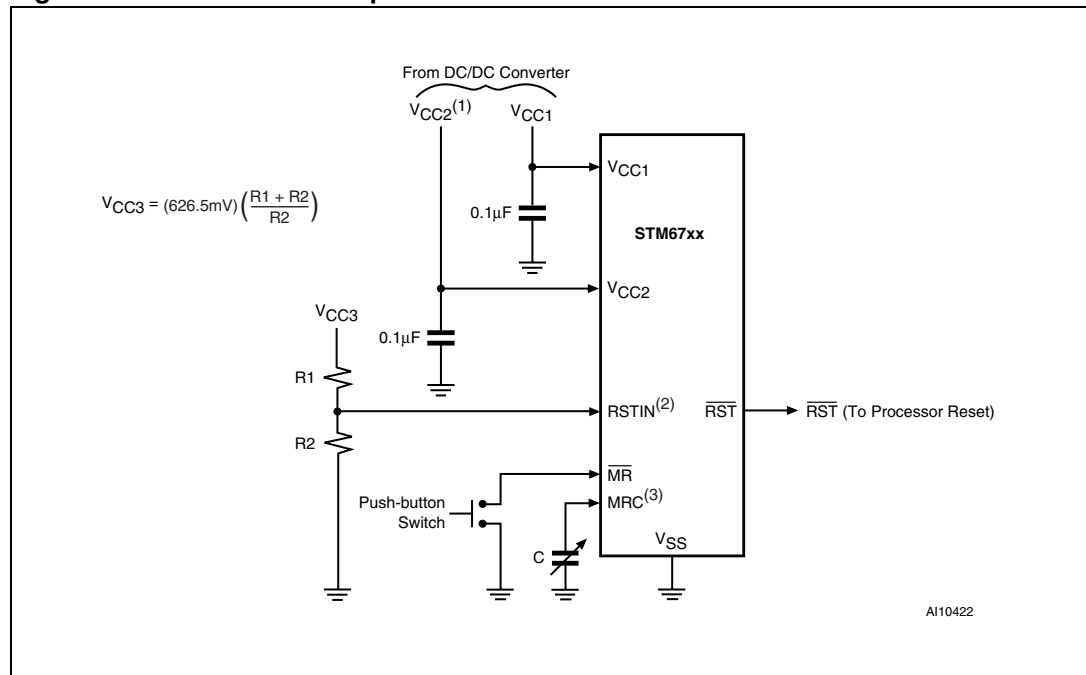 From DC/DC Converter
VCC2(1) VCC1
VCC1
VCC3 = (626.5mV) (R1 + R2 / R2)
0.1μF
STM67xx
VCC2
VCC3
0.1μF
R1
RSTIN(2) RST RST (To Processor Reset)
R2
MR
Push-button
Switch
MRC(3)
C
VSS
AI10422